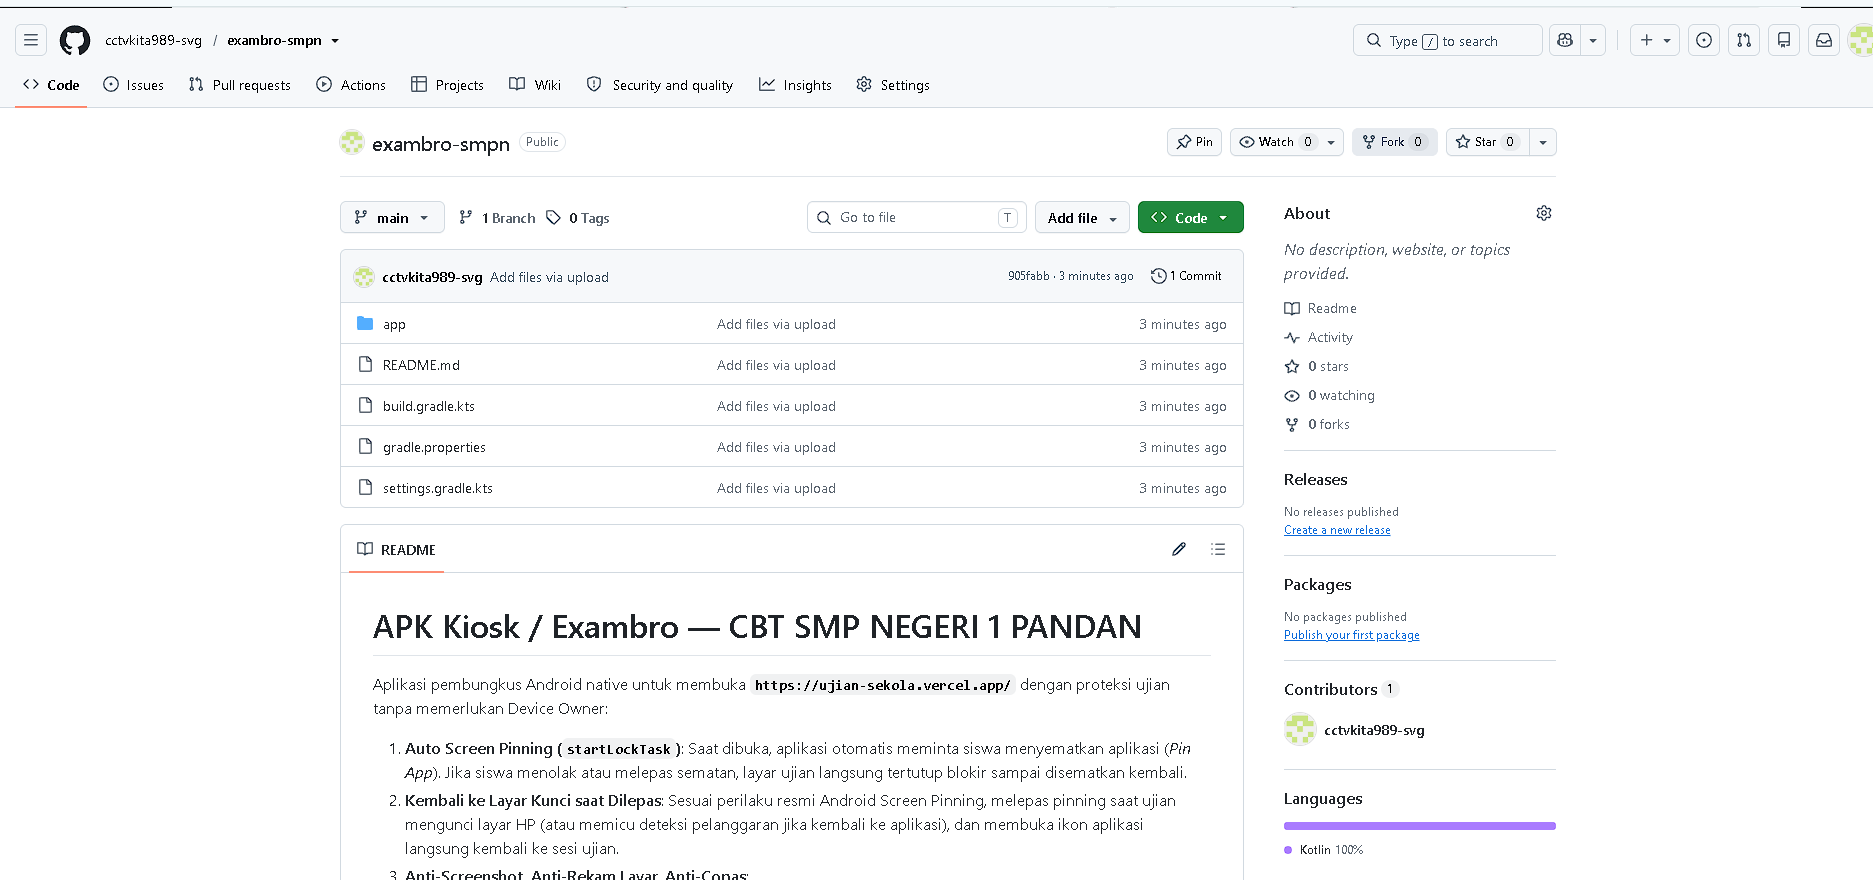 cctvkita989-svg / exambro-smpn
Type / to search
Code Issues Pull requests Actions Projects Wiki Security and quality Insights Settings
exambro-smpn Public
Pin Watch 0 Fork 0 Star 0
main 1 Branch 0 Tags Go to file T Add file Code
cctvkita989-svg Add files via upload 905fabb · 3 minutes ago 1 Commit
app Add files via upload 3 minutes ago
README.md Add files via upload 3 minutes ago
build.gradle.kts Add files via upload 3 minutes ago
gradle.properties Add files via upload 3 minutes ago
settings.gradle.kts Add files via upload 3 minutes ago
README
APK Kiosk / Exambro — CBT SMP NEGERI 1 PANDAN
Aplikasi pembungkus Android native untuk membuka https://ujian-sekola.vercel.app/ dengan proteksi ujian
tanpa memerlukan Device Owner:
1. Auto Screen Pinning (startLockTask): Saat dibuka, aplikasi otomatis meminta siswa menyematkan aplikasi (Pin
App). Jika siswa menolak atau melepas sematan, layar ujian langsung tertutup blokir sampai disematkan kembali.
2. Kembali ke Layar Kunci saat Dilepas: Sesuai perilaku resmi Android Screen Pinning, melepas pinning saat ujian
mengunci layar HP (atau memicu deteksi pelanggaran jika kembali ke aplikasi), dan membuka ikon aplikasi
langsung kembali ke sesi ujian.
3. Anti-Screenshot, Anti-Rekam Layar, Anti-Copas:
About
No description, website, or topics
provided.
Readme
Activity
0 stars
0 watching
0 forks
Releases
No releases published
Create a new release
Packages
No packages published
Publish your first package
Contributors 1
cctvkita989-svg
Languages
Kotlin 100%